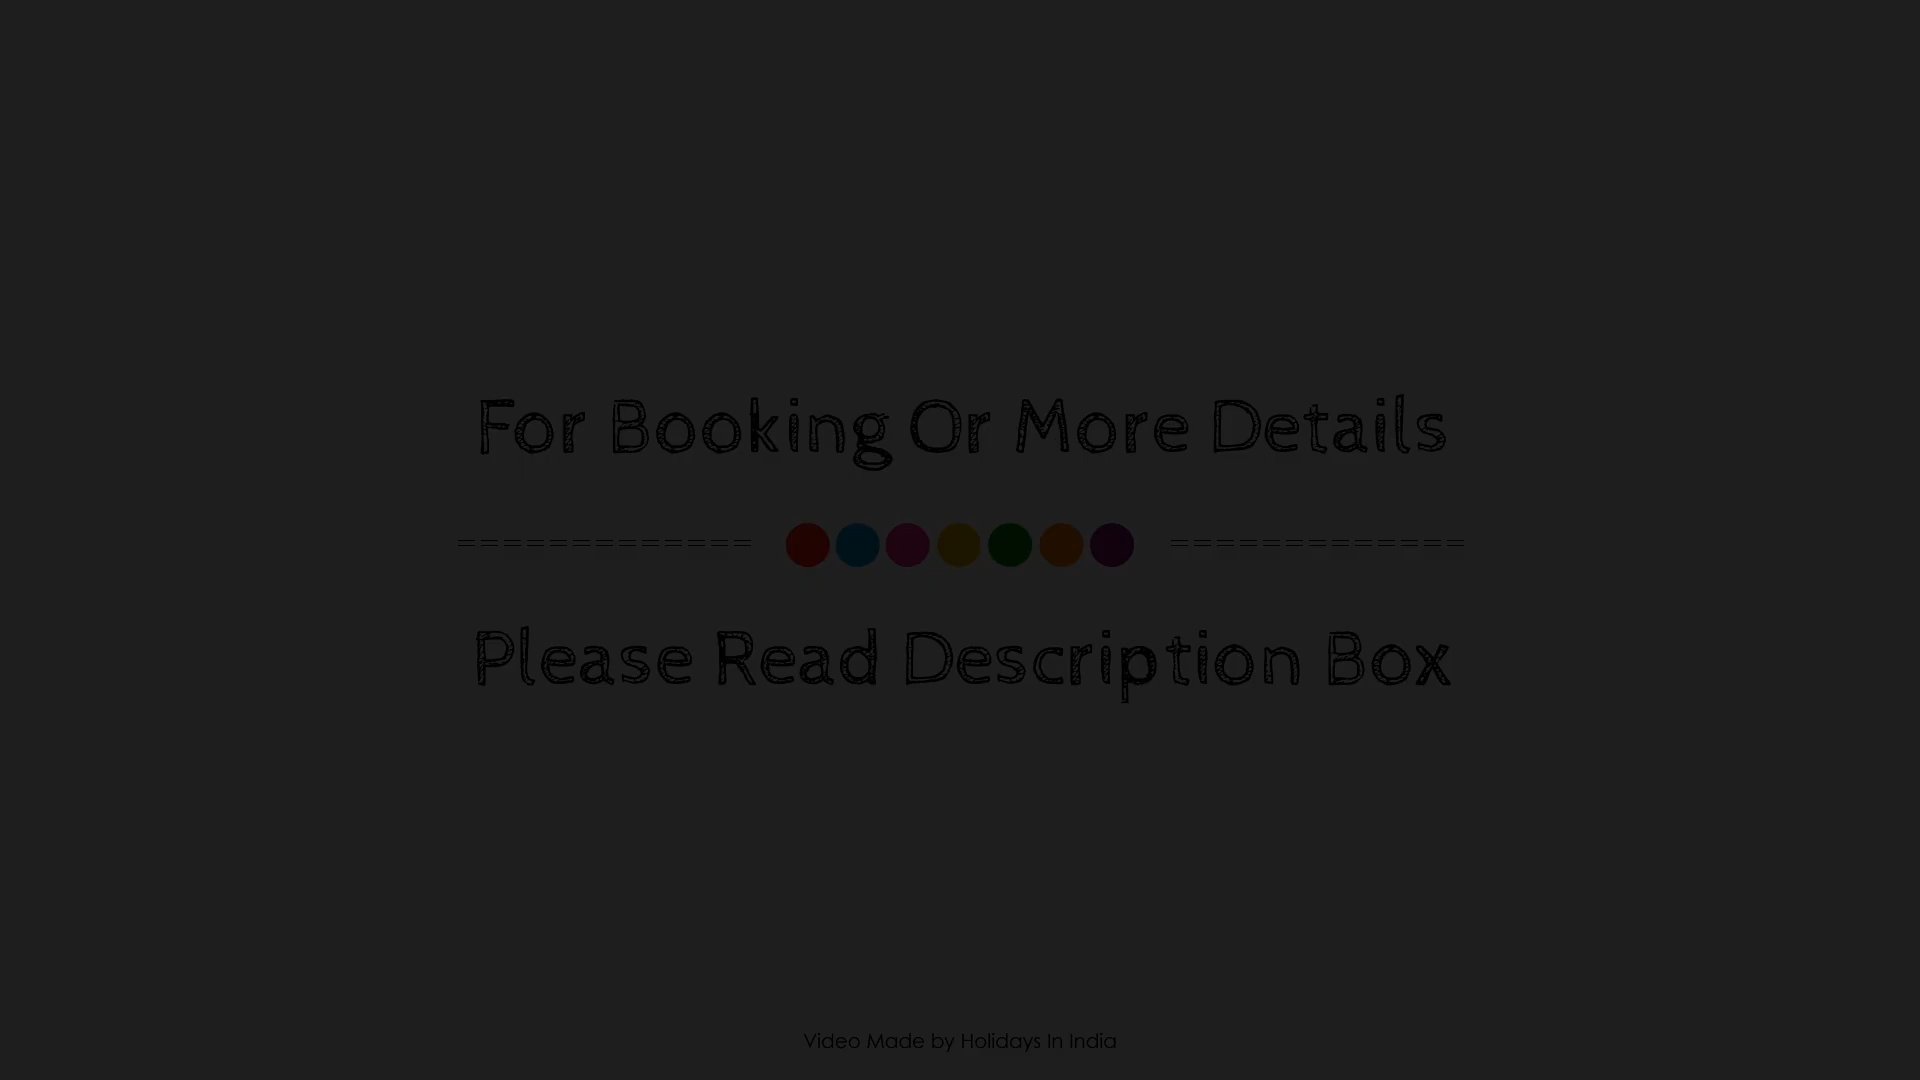 For Booking Or More Details
============= =============
Please Read Description Box
Video Made by Holidays In India